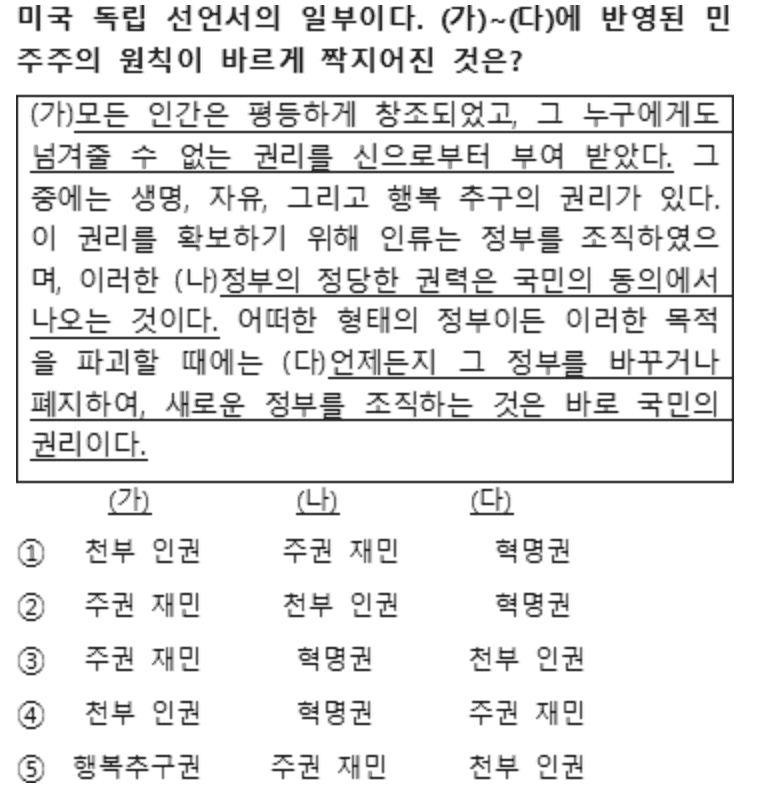 미국 독립 선언서의 일부이다. (가)~(다)에 반영된 민
주주의 원칙이 바르게 짝지어진 것은?
(가)모든 인간은 평등하게 창조되었고, 그 누구에게도
넘겨줄 수 없는 권리를 신으로부터 부여 받았다. 그
중에는 생명, 자유, 그리고 행복 추구의 권리가 있다.
이 권리를 확보하기 위해 인류는 정부를 조직하였으
며, 이러한 (나)정부의 정당한 권력은 국민의 동의에서
나오는 것이다. 어떠한 형태의 정부이든 이러한 목적
을 파괴할 때에는 (다)언제든지 그 정부를 바꾸거나
폐지하여, 새로운 정부를 조직하는 것은 바로 국민의
권리이다.
(가) (나) (다)
① 천부 인권 주권 재민 혁명권
② 주권 재민 천부 인권 혁명권
③ 주권 재민 혁명권 천부 인권
④ 천부 인권 혁명권 주권 재민
⑤ 행복추구권 주권 재민 천부 인권